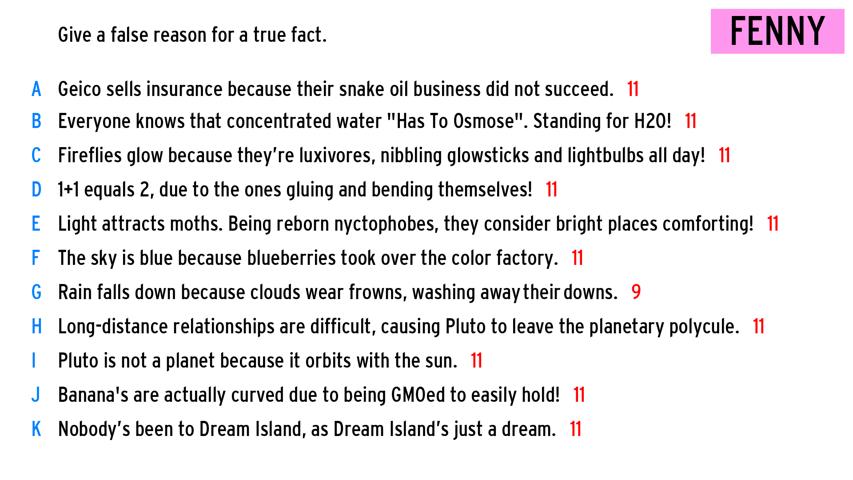 Give a false reason for a true fact.
FENNY
A Geico sells insurance because their snake oil business did not succeed. 11
B Everyone knows that concentrated water "Has To Osmose". Standing for H2O! 11
C Fireflies glow because they're luxivores, nibbling glowsticks and lightbulbs all day! 11
D 1+1 equals 2, due to the ones gluing and bending themselves! 11
E Light attracts moths. Being reborn nyctophobes, they consider bright places comforting! 11
F The sky is blue because blueberries took over the color factory. 11
G Rain falls down because clouds wear frowns, washing away their downs. 9
H Long-distance relationships are difficult, causing Pluto to leave the planetary polycule. 11
I Pluto is not a planet because it orbits with the sun. 11
J Banana's are actually curved due to being GMOed to easily hold! 11
K Nobody's been to Dream Island, as Dream Island's just a dream. 11